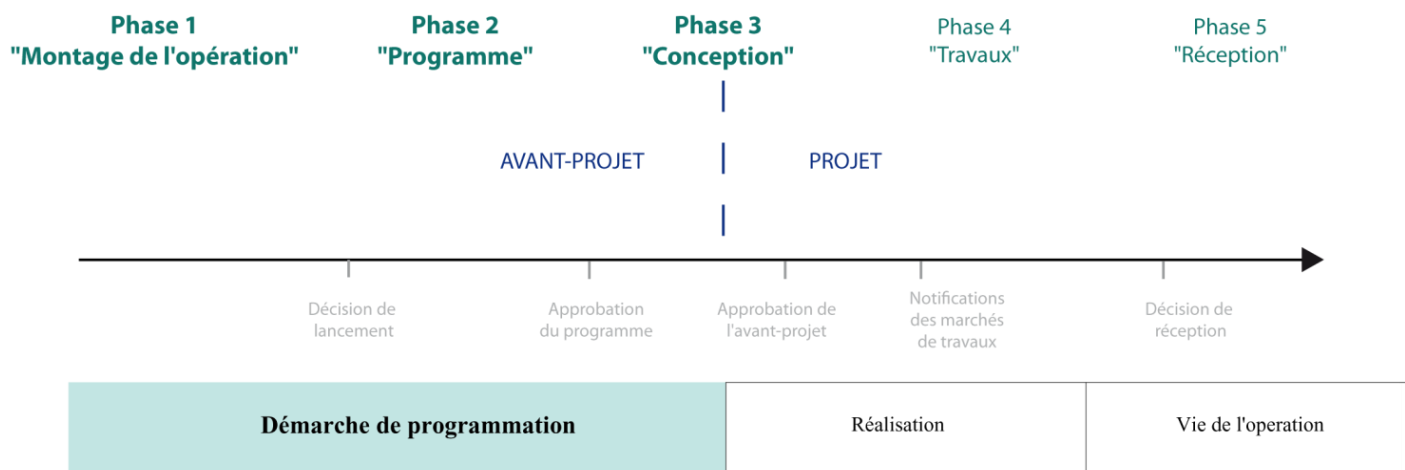 Phase 1
"Montage de l'opération"
Phase 2
"Programme"
Phase 3
"Conception"
Phase 4
"Travaux"
Phase 5
"Réception"
AVANT-PROJET
PROJET
Décision de
lancement
Approbation
du programme
Approbation de
l'avant-projet
Notifications
des marchés
de travaux
Décision de
réception
Démarche de programmation
Réalisation
Vie de l'operation